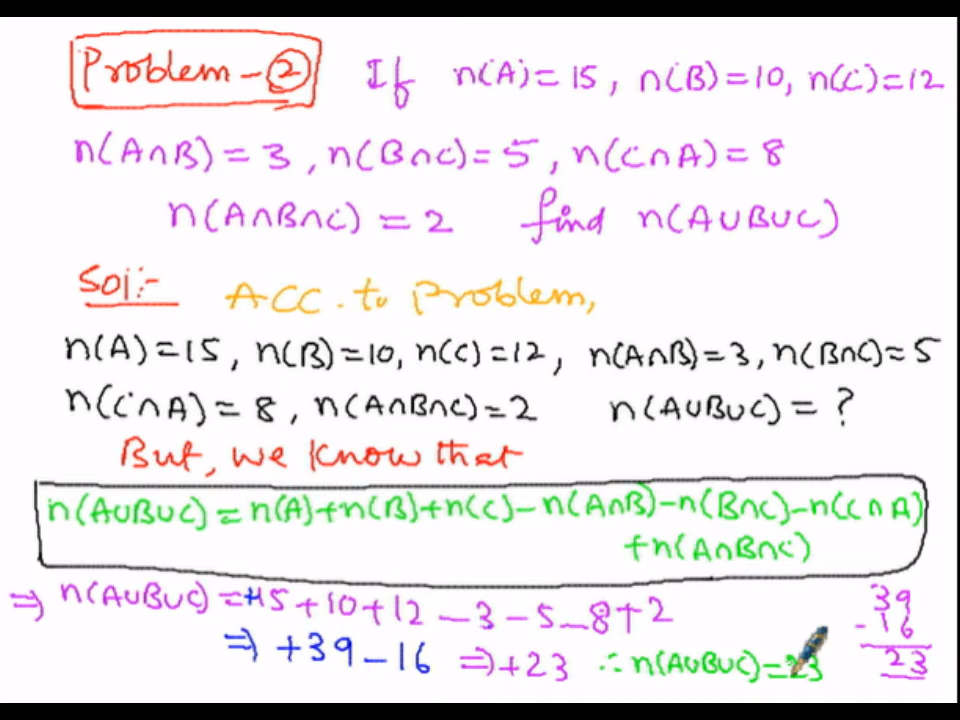 Problem-② If n(A)=15, n(B)=10, n(C)=12
n(A∩B)=3, n(B∩C)=5, n(C∩A)=8
n(A∩B∩C)=2 find n(A∪B∪C)
Sol:-
ACC. to Problem,
n(A)=15, n(B)=10, n(C)=12, n(A∩B)=3, n(B∩C)=5
n(C∩A)=8, n(A∩B∩C)=2 n(A∪B∪C)=?
But, we know that
n(A∪B∪C)=n(A)+n(B)+n(C)-n(A∩B)-n(B∩C)-n(C∩A)
+n(A∩B∩C)
⇒ n(A∪B∪C)=+15+10+12-3-5-8+2
⇒ +39-16 ⇒ +23 ∴ n(A∪B∪C)=23
39
-16
23